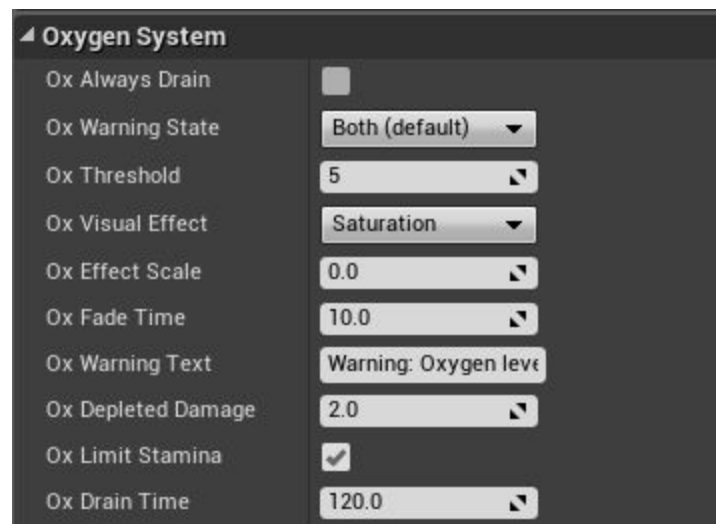 Oxygen System
Ox Always Drain
Ox Warning State Both (default)
Ox Threshold 5
Ox Visual Effect Saturation
Ox Effect Scale 0.0
Ox Fade Time 10.0
Ox Warning Text Warning: Oxygen leve
Ox Depleted Damage 2.0
Ox Limit Stamina
Ox Drain Time 120.0